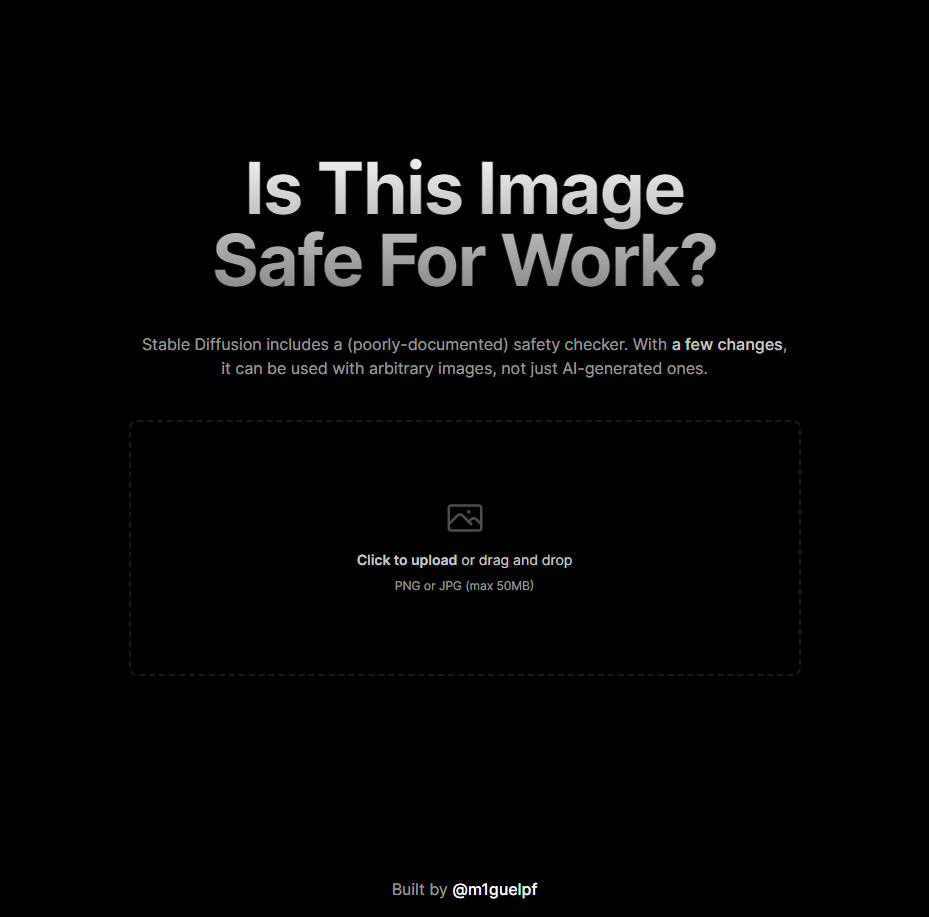 Is This Image
Safe For Work?
Stable Diffusion includes a (poorly-documented) safety checker. With a few changes,
it can be used with arbitrary images, not just AI-generated ones.
Click to upload or drag and drop
PNG or JPG (max 50MB)
Built by @m1guelpf